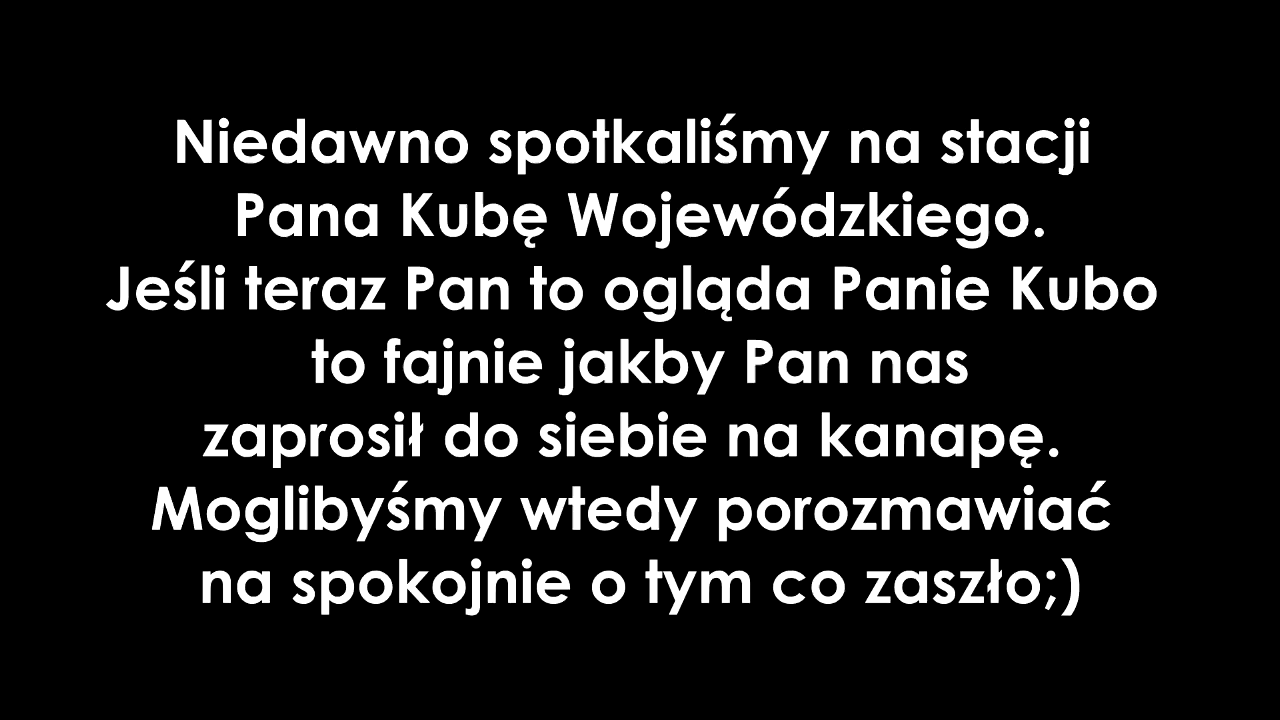 Niedawno spotkaliśmy na stacji
Pana Kubę Wojewódzkiego.
Jeśli teraz Pan to ogląda Panie Kubo
to fajnie jakby Pan nas
zaprosił do siebie na kanapę.
Moglibyśmy wtedy porozmawiać
na spokojnie o tym co zaszło;)